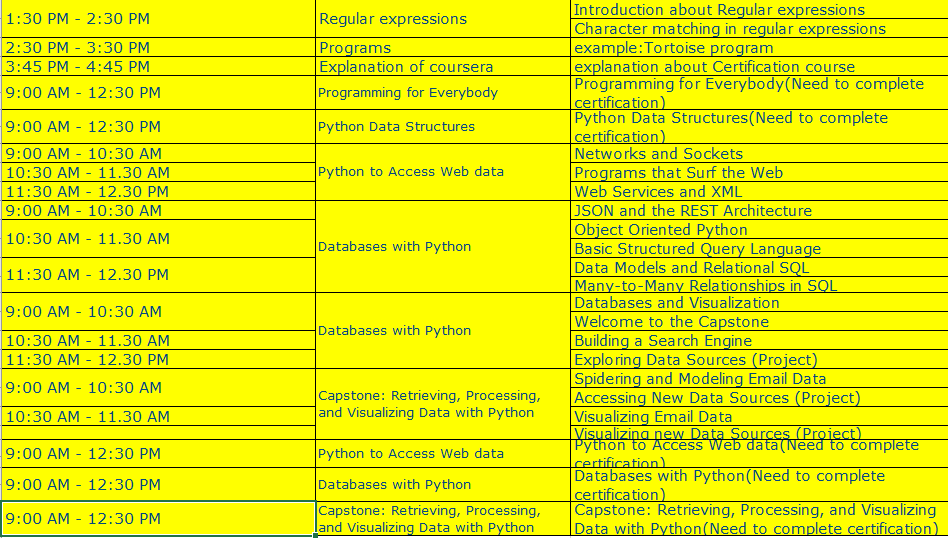 1:30 PM - 2:30 PM
Regular expressions
Introduction about Regular expressions
Character matching in regular expressions
2:30 PM - 3:30 PM
Programs
example:Tortoise program
3:45 PM - 4:45 PM
Explanation of coursera
explanation about Certification course
9:00 AM - 12:30 PM
Programming for Everybody
Programming for Everybody(Need to complete
certification)
9:00 AM - 12:30 PM
Python Data Structures
Python Data Structures(Need to complete
certification)
9:00 AM - 10:30 AM
Python to Access Web data
Networks and Sockets
10:30 AM - 11.30 AM
Programs that Surf the Web
11:30 AM - 12.30 PM
Web Services and XML
9:00 AM - 10:30 AM
Databases with Python
JSON and the REST Architecture
10:30 AM - 11.30 AM
Object Oriented Python
Basic Structured Query Language
11:30 AM - 12.30 PM
Data Models and Relational SQL
Many-to-Many Relationships in SQL
9:00 AM - 10:30 AM
Databases with Python
Databases and Visualization
Welcome to the Capstone
10:30 AM - 11.30 AM
Building a Search Engine
11:30 AM - 12.30 PM
Exploring Data Sources (Project)
9:00 AM - 10:30 AM
Capstone: Retrieving, Processing,
and Visualizing Data with Python
Spidering and Modeling Email Data
Accessing New Data Sources (Project)
10:30 AM - 11.30 AM
Visualizing Email Data
Visualizing new Data Sources (Project)
9:00 AM - 12:30 PM
Python to Access Web data
Python to Access Web data(Need to complete
certification)
9:00 AM - 12:30 PM
Databases with Python
Databases with Python(Need to complete
certification)
9:00 AM - 12:30 PM
Capstone: Retrieving, Processing,
and Visualizing Data with Python
Capstone: Retrieving, Processing, and Visualizing
Data with Python(Need to complete certification)